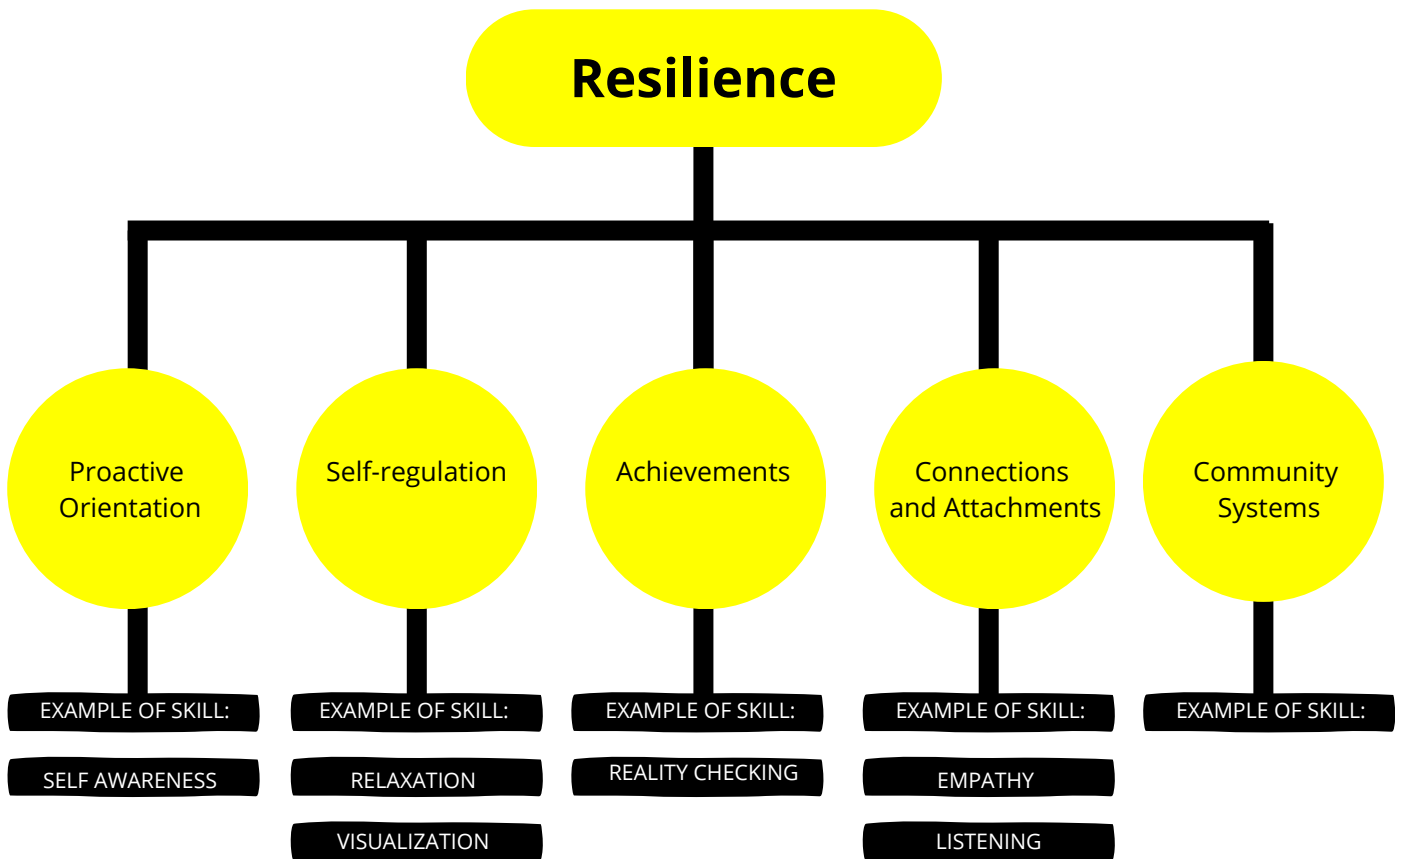 Resilience
Proactive
Orientation
Self-regulation
Achievements
Connections
and Attachments
Community
Systems
EXAMPLE OF SKILL:
EXAMPLE OF SKILL:
EXAMPLE OF SKILL:
EXAMPLE OF SKILL:
EXAMPLE OF SKILL:
SELF AWARENESS
RELAXATION
REALITY CHECKING
EMPATHY
VISUALIZATION
LISTENING